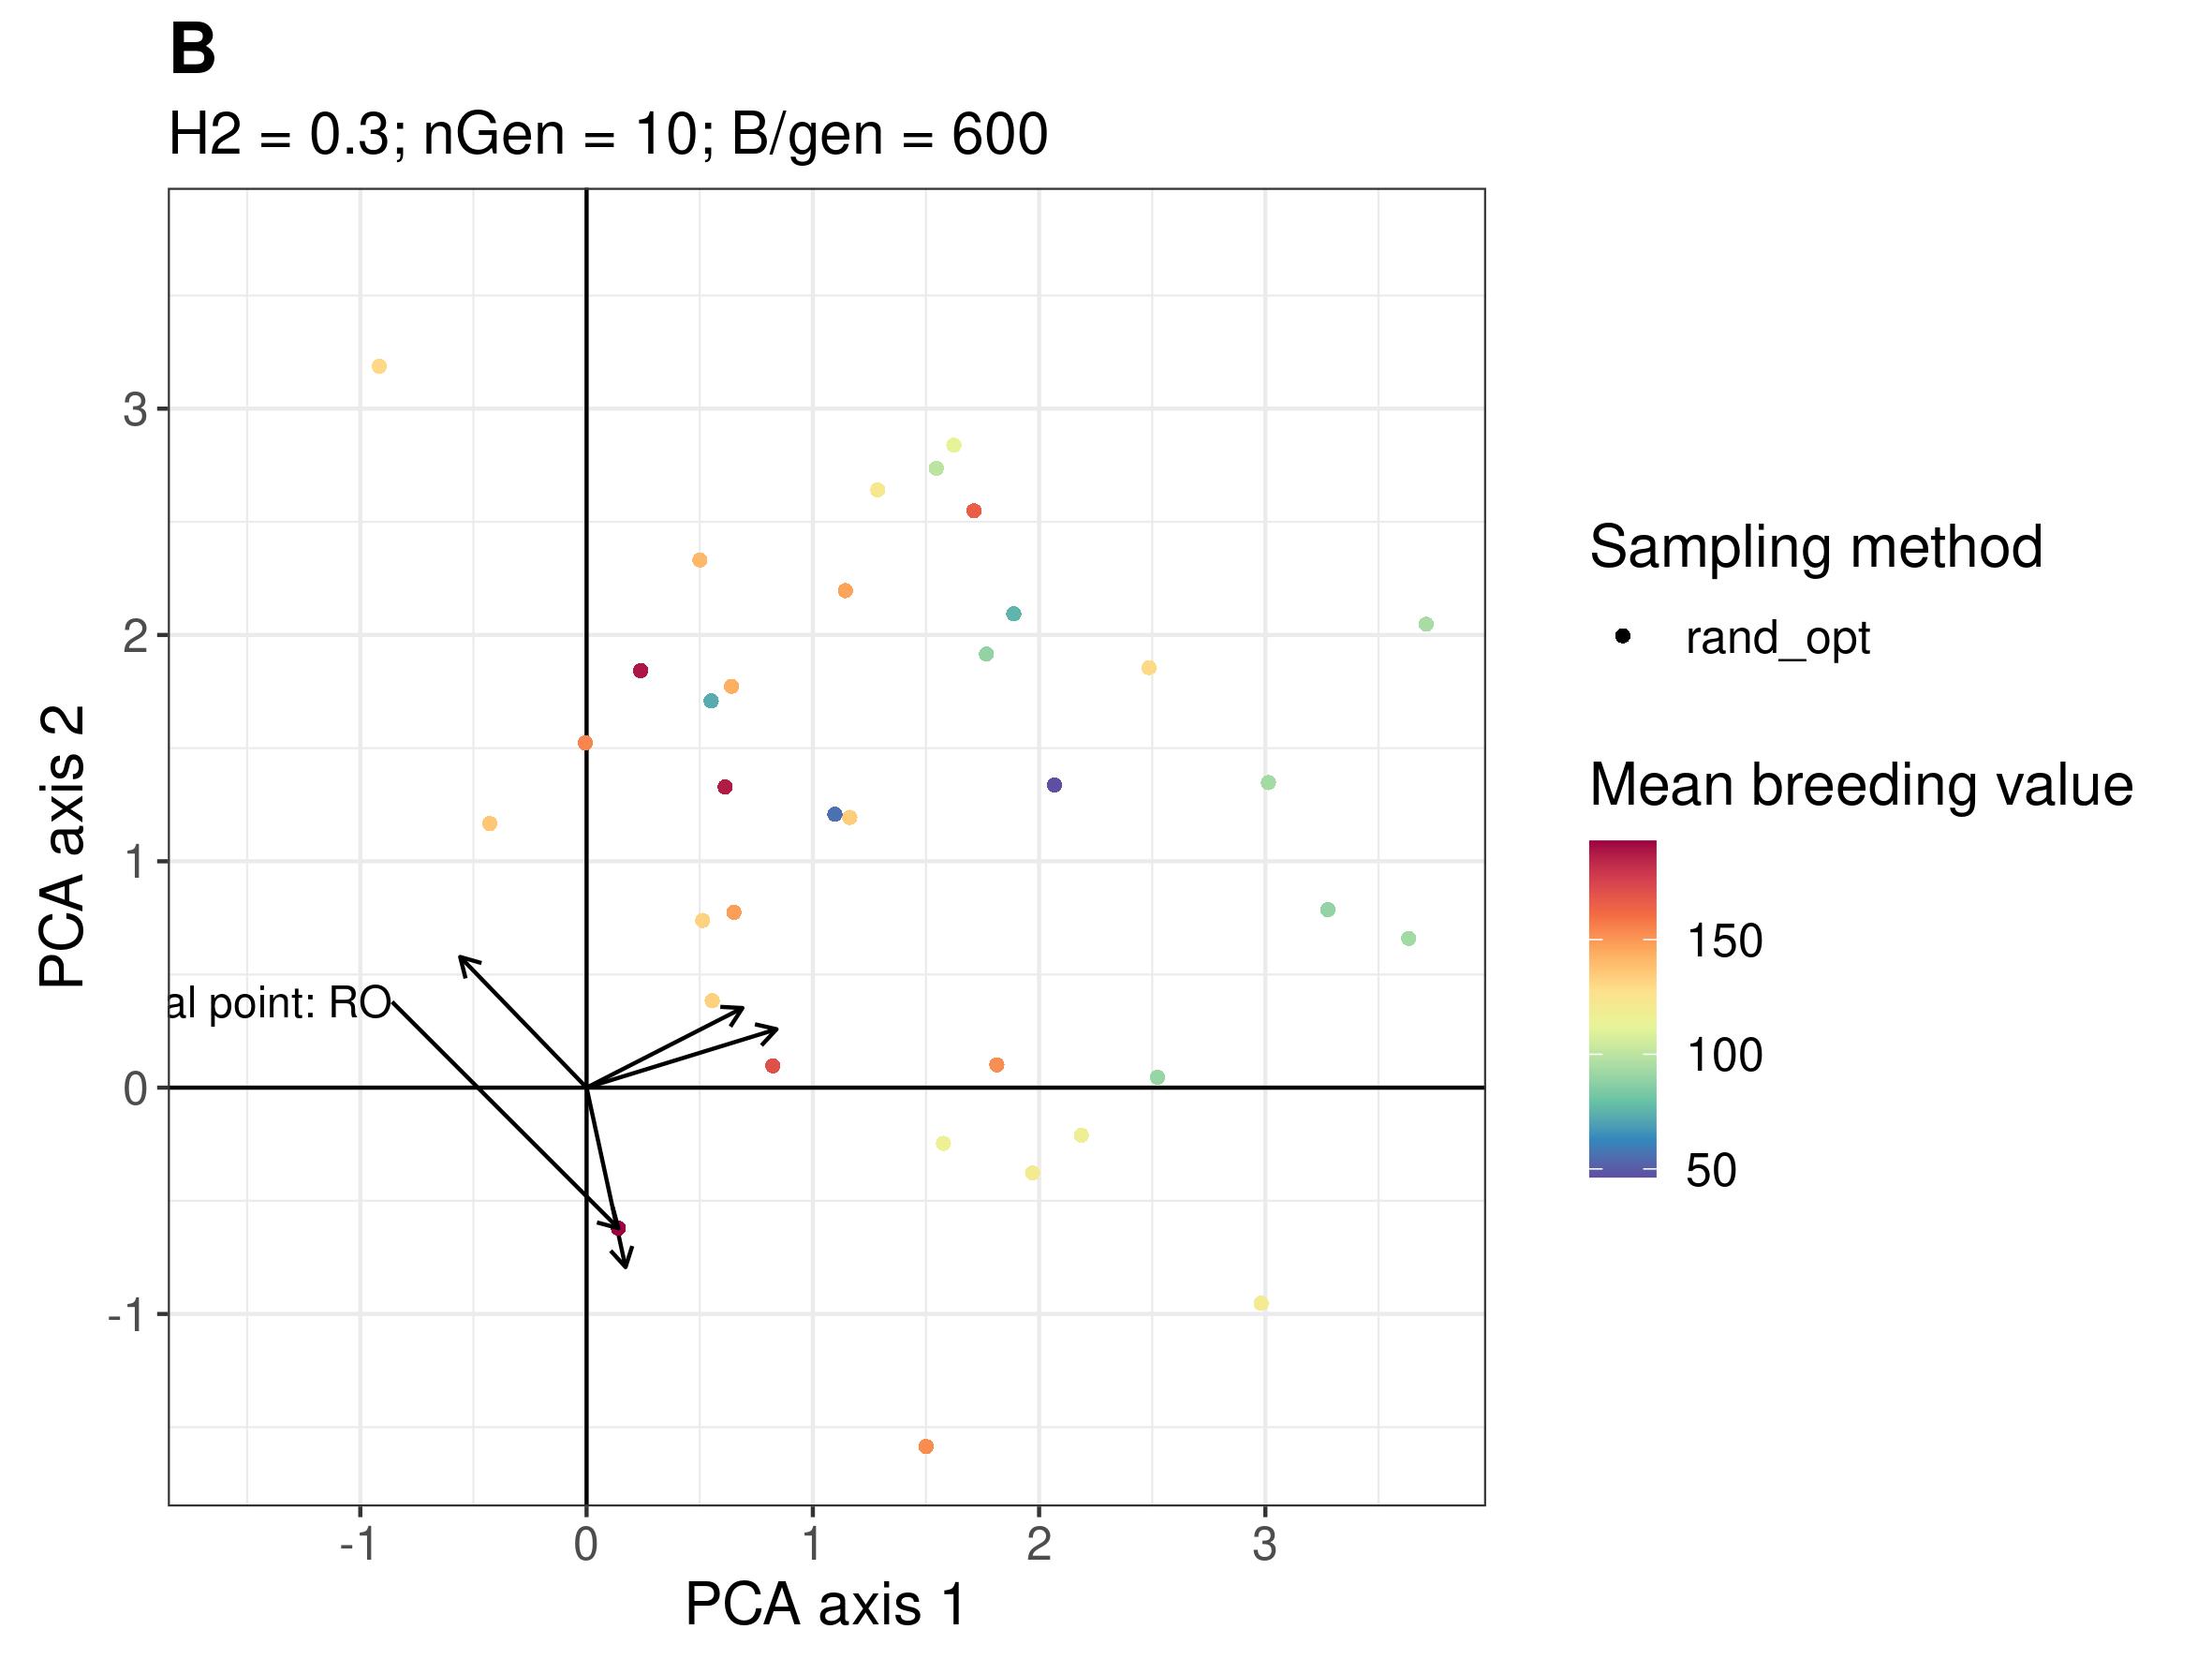 B
H2 = 0.3; nGen = 10; B/gen = 600
PCA axis 2
3
2
1
0
-1
al point: RO
-1
0
1
2
3
PCA axis 1
Sampling method
rand_opt
Mean breeding value
150
100
50